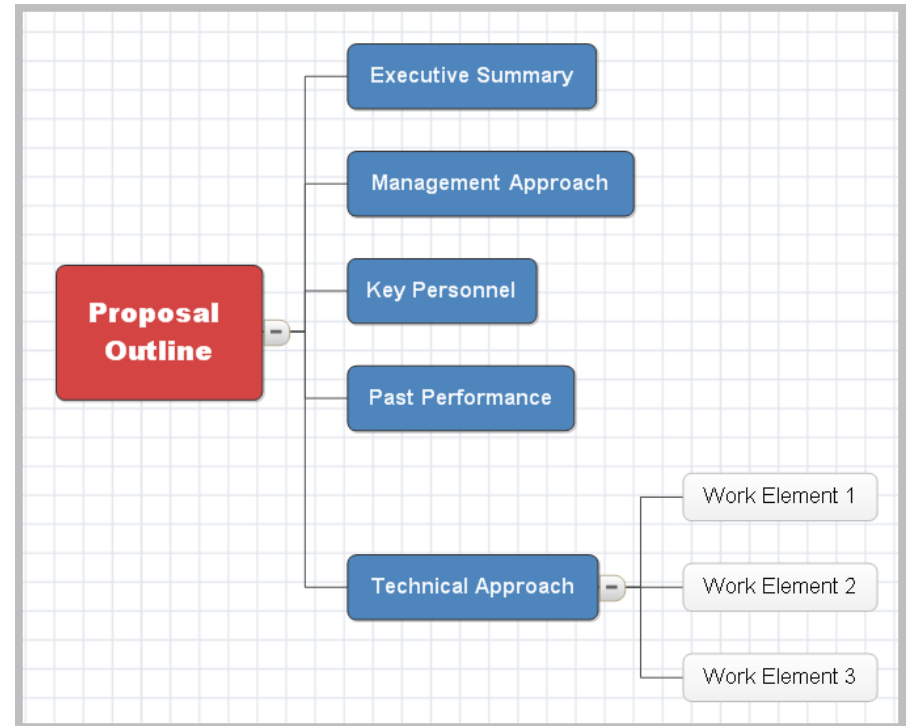 Proposal
Outline
Executive Summary
Management Approach
Key Personnel
Past Performance
Technical Approach
Work Element 1
Work Element 2
Work Element 3